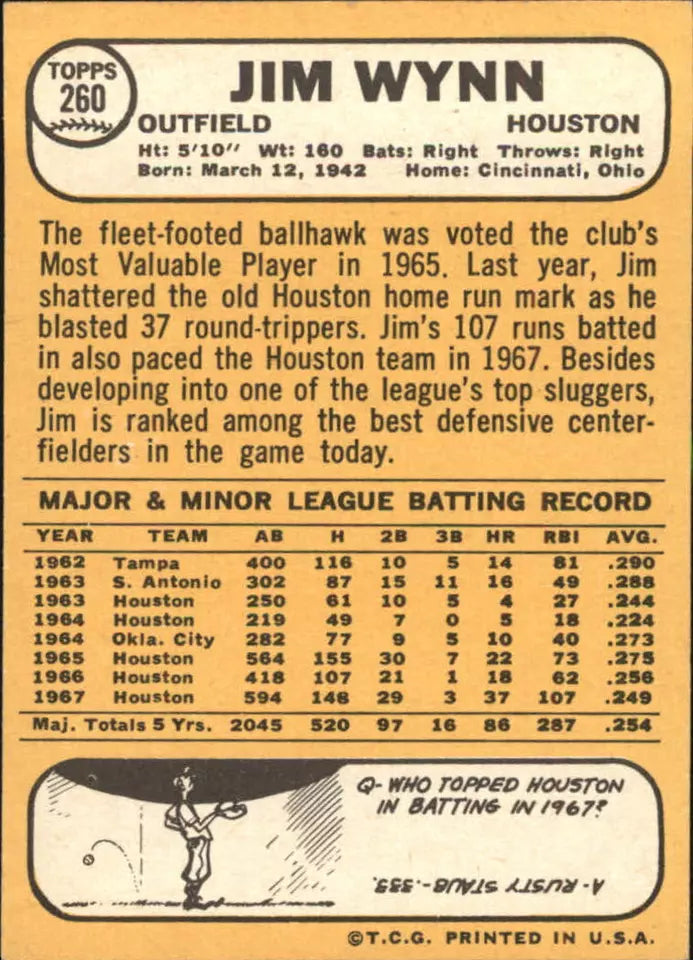 TOPPS
260
JIM WYNN
OUTFIELD HOUSTON
Ht: 5'10" Wt: 160 Bats: Right Throws: Right
Born: March 12, 1942 Home: Cincinnati, Ohio
The fleet-footed ballhawk was voted the club's
Most Valuable Player in 1965. Last year, Jim
shattered the old Houston home run mark as he
blasted 37 round-trippers. Jim's 107 runs batted
in also paced the Houston team in 1967. Besides
developing into one of the league's top sluggers,
Jim is ranked among the best defensive center-
fielders in the game today.
MAJOR & MINOR LEAGUE BATTING RECORD
YEAR TEAM AB H 2B 3B HR RBI AVG.
1962 Tampa 400 116 10 5 14 81 .290
1963 S. Antonio 302 87 15 11 16 49 .288
1963 Houston 250 61 10 5 4 27 .244
1964 Houston 219 49 7 0 5 18 .224
1964 Okla. City 282 77 9 5 10 40 .273
1965 Houston 564 155 30 7 22 73 .275
1966 Houston 418 107 21 1 18 62 .256
1967 Houston 594 148 29 3 37 107 .249
Maj. Totals 5 Yrs. 2045 520 97 16 86 287 .254
Q- WHO TOPPED HOUSTON
IN BATTING IN 1967?
A- RUSTY STAUB-.333.
©T.C.G. PRINTED IN U.S.A.